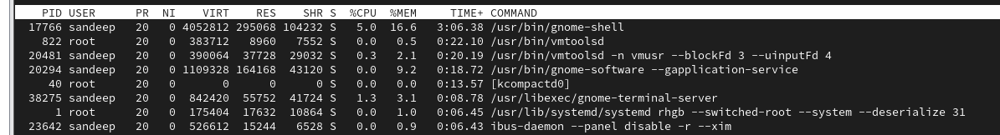 PID USER PR NI VIRT RES SHR S %CPU %MEM TIME+ COMMAND
17766 sandeep 20 0 4052812 295068 104232 S 5.0 16.6 3:06.38 /usr/bin/gnome-shell
822 root 20 0 383712 8960 7552 S 0.0 0.5 0:22.10 /usr/bin/vmtoolsd
20481 sandeep 20 0 390064 37728 29032 S 0.3 2.1 0:20.19 /usr/bin/vmtoolsd -n vmusr --blockFd 3 --uinputFd 4
20294 sandeep 20 0 1109328 164168 43120 S 0.0 9.2 0:18.72 /usr/bin/gnome-software --gapplication-service
40 root 20 0 0 0 0 S 0.0 0.0 0:13.57 [kcompactd0]
38275 sandeep 20 0 842420 55752 41724 S 1.3 3.1 0:08.78 /usr/libexec/gnome-terminal-server
1 root 20 0 175404 17632 10864 S 0.0 1.0 0:06.45 /usr/lib/systemd/systemd rhgb --switched-root --system --deserialize 31
23642 sandeep 20 0 526612 15244 6528 S 0.0 0.9 0:06.43 ibus-daemon --panel disable -r --xim